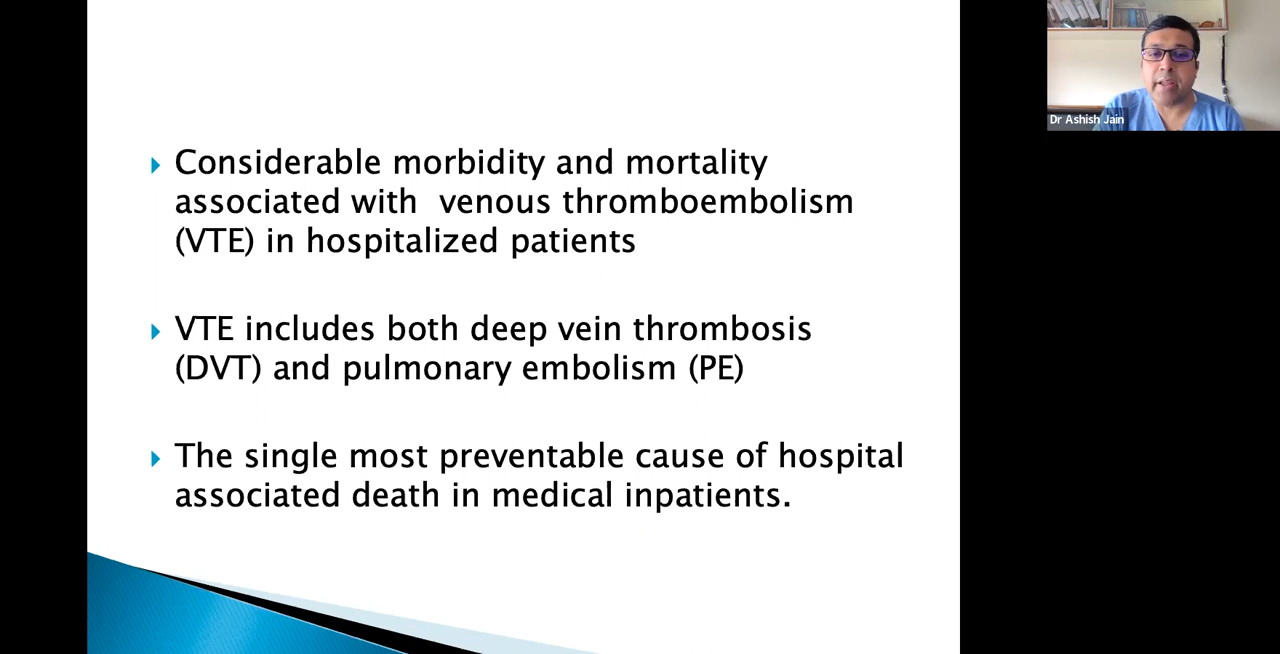 Considerable morbidity and mortality
associated with  venous thromboembolism
(VTE) in hospitalized patients
VTE includes both deep vein thrombosis
(DVT) and pulmonary embolism (PE)
The single most preventable cause of hospital
associated death in medical inpatients.
Dr Ashish Jain